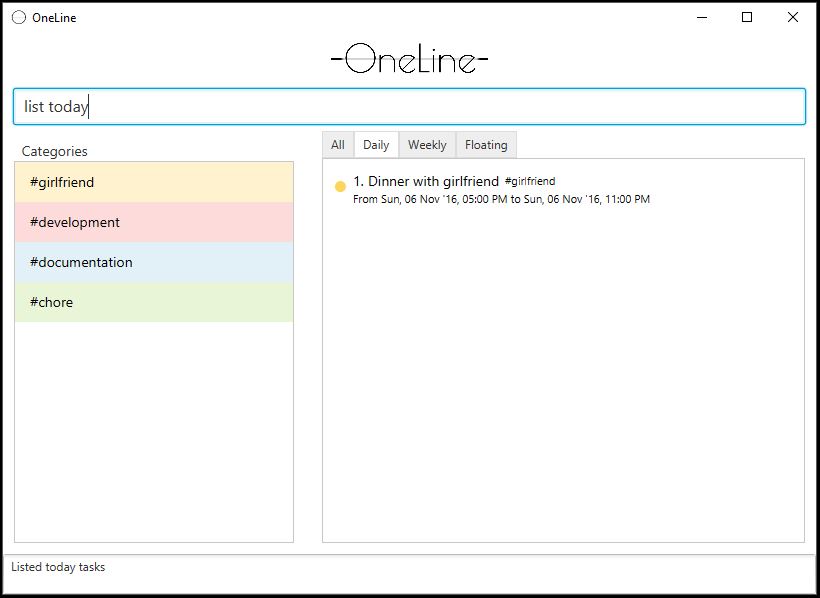 OneLine
OneLine
list today
Categories
#girlfriend
#development
#documentation
#chore
All Daily Weekly Floating
1. Dinner with girlfriend #girlfriend
From Sun, 06 Nov '16, 05:00 PM to Sun, 06 Nov '16, 11:00 PM
Listed today tasks